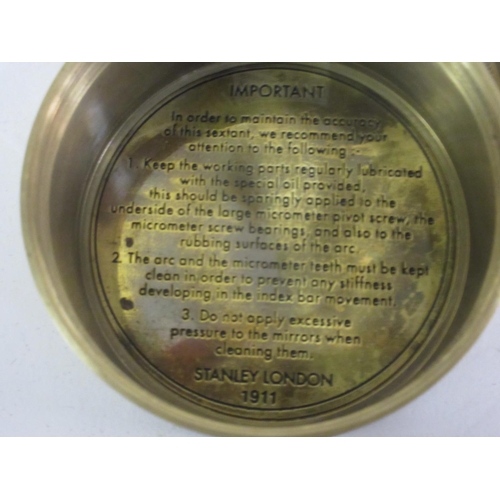 IMPORTANT
In order to maintain the accuracy
of this sextant, we recommend your
attention to the following :-
1. Keep the working parts regularly lubricated
with the special oil provided,
this should be sparingly applied to the
underside of the large micrometer pivot screw, the
micrometer screw bearings, and also to the
rubbing surfaces of the arc.
2. The arc and the micrometer teeth must be kept
clean in order to prevent any stiffness
developing in the index bar movement.
3. Do not apply excessive
pressure to the mirrors when
cleaning them.
STANLEY LONDON
1911